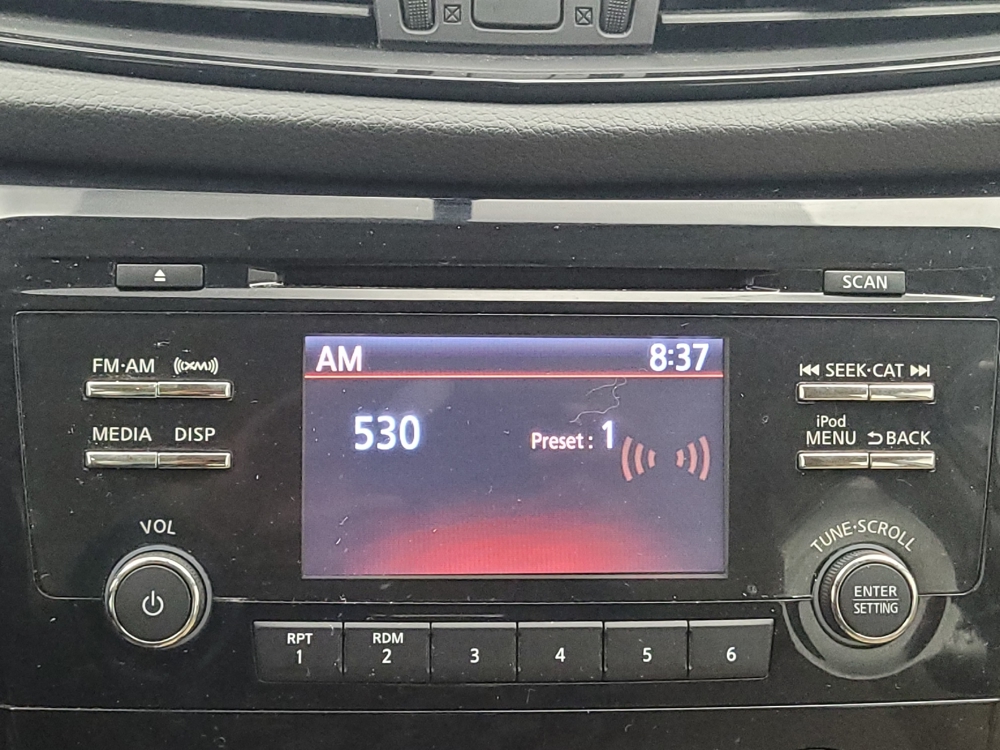 SCAN
FM·AM ((XM))
SEEK·CAT
MEDIA DISP
iPod
MENU BACK
AM 8:37
530 Preset: 1
VOL
TUNE·SCROLL
ENTER
SETTING
RPT
1
RDM
2
3
4
5
6